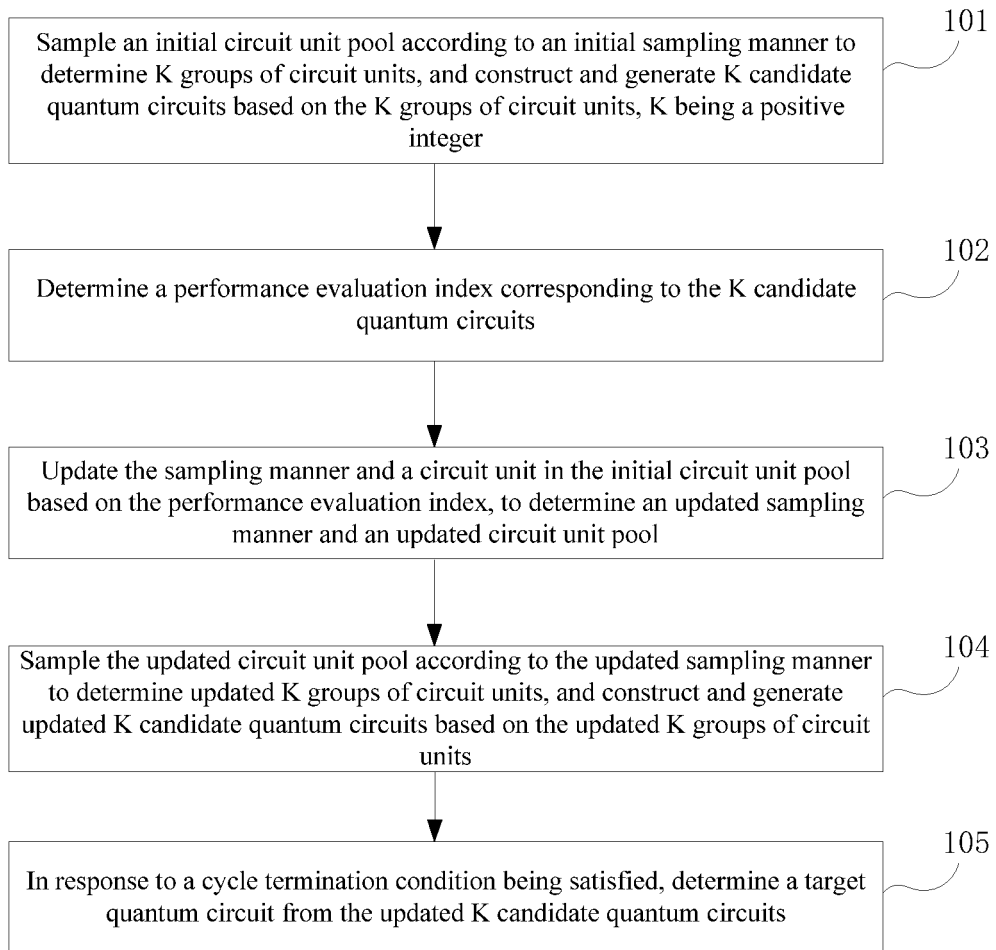 101
Sample an initial circuit unit pool according to an initial sampling manner to
determine K groups of circuit units, and construct and generate K candidate
quantum circuits based on the K groups of circuit units, K being a positive
integer
102
Determine a performance evaluation index corresponding to the K candidate
quantum circuits
103
Update the sampling manner and a circuit unit in the initial circuit unit pool
based on the performance evaluation index, to determine an updated sampling
manner and an updated circuit unit pool
104
Sample the updated circuit unit pool according to the updated sampling manner
to determine updated K groups of circuit units, and construct and generate
updated K candidate quantum circuits based on the updated K groups of circuit
units
105
In response to a cycle termination condition being satisfied, determine a target
quantum circuit from the updated K candidate quantum circuits